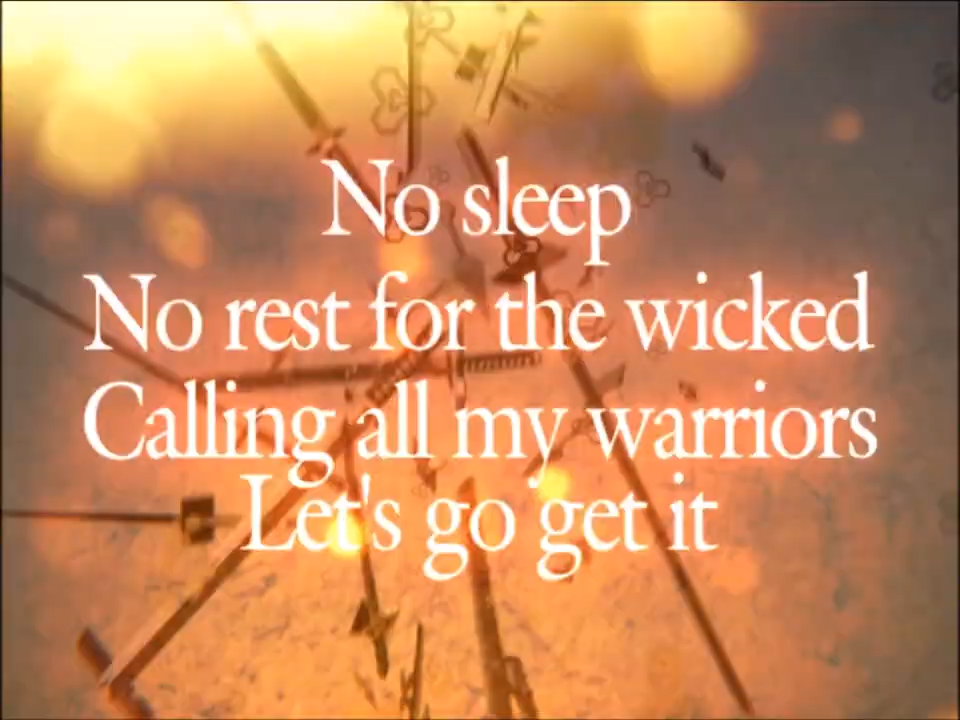 No sleep
No rest for the wicked
Calling all my warriors
Let's go get it